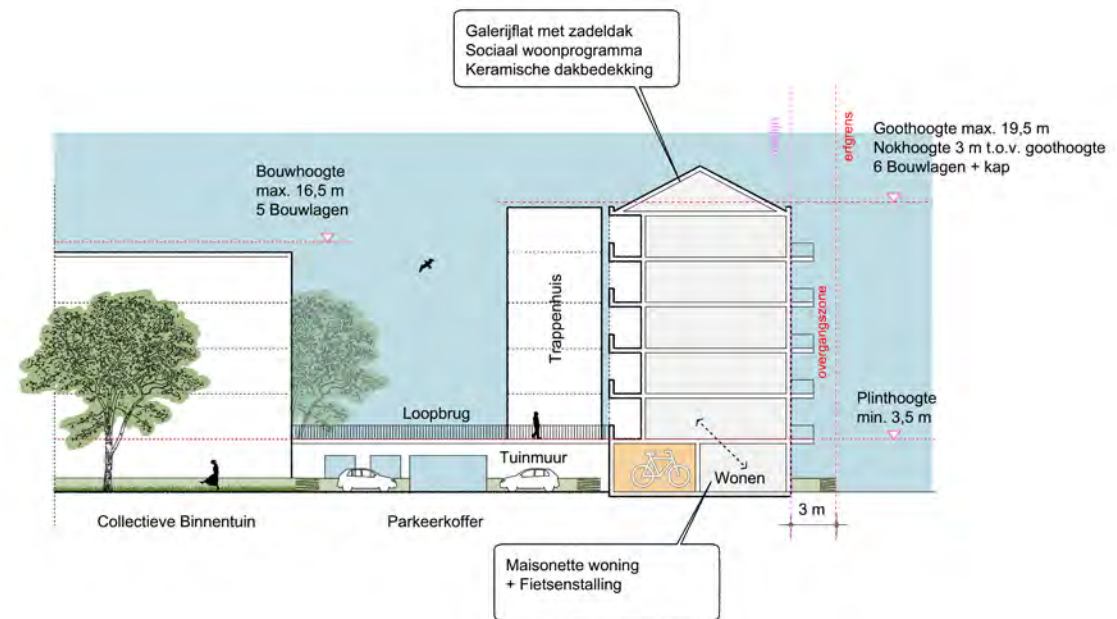 Galerijflat met zadeldak
Sociaal woonprogramma
Keramische dakbedekking
erfgrens
Goothoogte max. 19,5 m
Nokhoogte 3 m t.o.v. goothoogte
6 Bouwlagen + kap
Bouwhoogte
max. 16,5 m
5 Bouwlagen
Trappenhuis
overgangszone
Plinthoogte
min. 3,5 m
Loopbrug
Tuinmuur
Wonen
3 m
Collectieve Binnentuin
Parkeerkoffer
Maisonette woning
+ Fietsenstalling